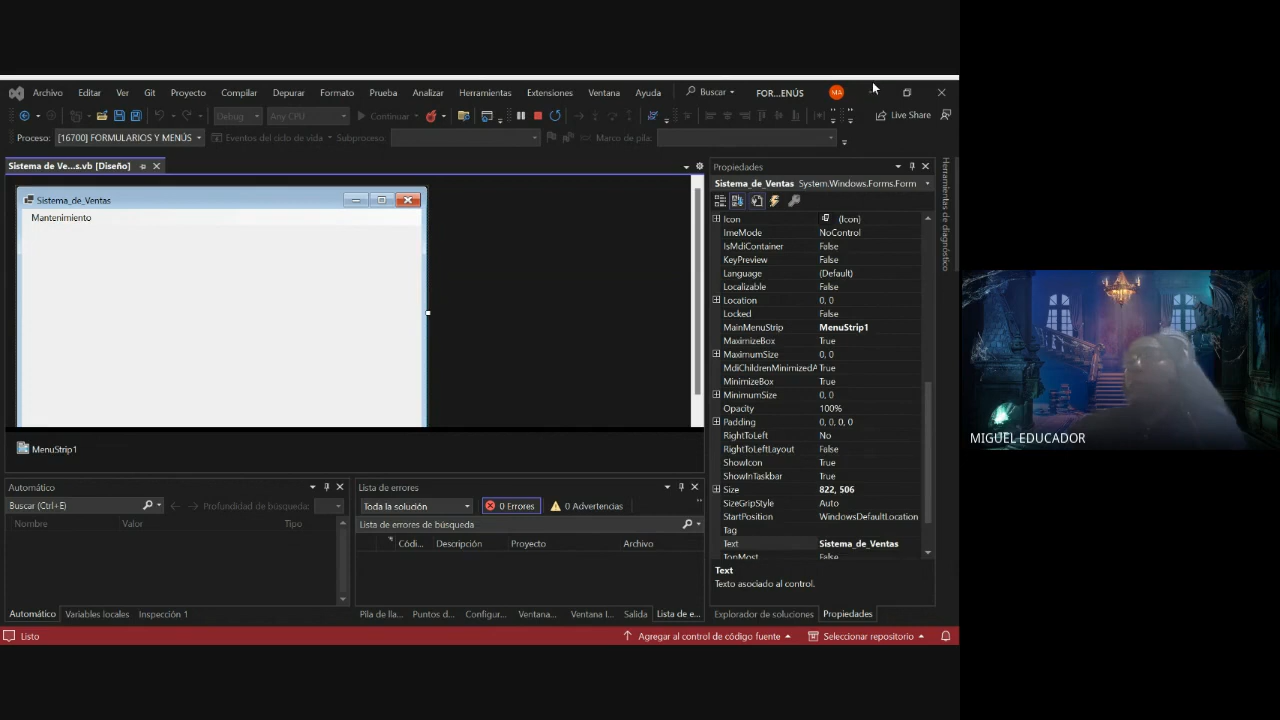 Archivo Editar Ver Git Proyecto Compilar Depurar Formato Prueba Analizar Herramientas Extensiones Ventana Ayuda Buscar FOR...ENÚS MA
Debug Any CPU Continuar Live Share
Proceso: [16700] FORMULARIOS Y MENÚS Eventos del ciclo de vida Subproceso: Marco de pila:
Sistema de Ve...s.vb [Diseño]
Sistema_de_Ventas
Mantenimiento
MenuStrip1
Propiedades
Sistema_de_Ventas System.Windows.Forms.Form
Icon (Icon)
ImeMode NoControl
IsMdiContainer False
KeyPreview False
Language (Default)
Localizable False
Location 0, 0
Locked False
MainMenuStrip MenuStrip1
MaximizeBox True
MaximumSize 0, 0
MdiChildrenMinimizedA True
MinimizeBox True
MinimumSize 0, 0
Opacity 100%
Padding 0, 0, 0, 0
RightToLeft No
RightToLeftLayout False
ShowIcon True
ShowInTaskbar True
Size 822, 506
SizeGripStyle Auto
StartPosition WindowsDefaultLocation
Tag
Text Sistema_de_Ventas
TopMost False
Text
Texto asociado al control.
Explorador de soluciones Propiedades
Herramientas de diagnóstico
Automático
Buscar (Ctrl+E) Profundidad de búsqueda:
Nombre Valor Tipo
Automático Variables locales Inspección 1
Lista de errores
Toda la solución 0 Errores 0 Advertencias
Lista de errores de búsqueda
Códi... Descripción Proyecto Archivo
Pila de lla... Puntos d... Configur... Ventana... Ventana I... Salida Lista de e...
Listo Agregar al control de código fuente Seleccionar repositorio
MIGUEL EDUCADOR